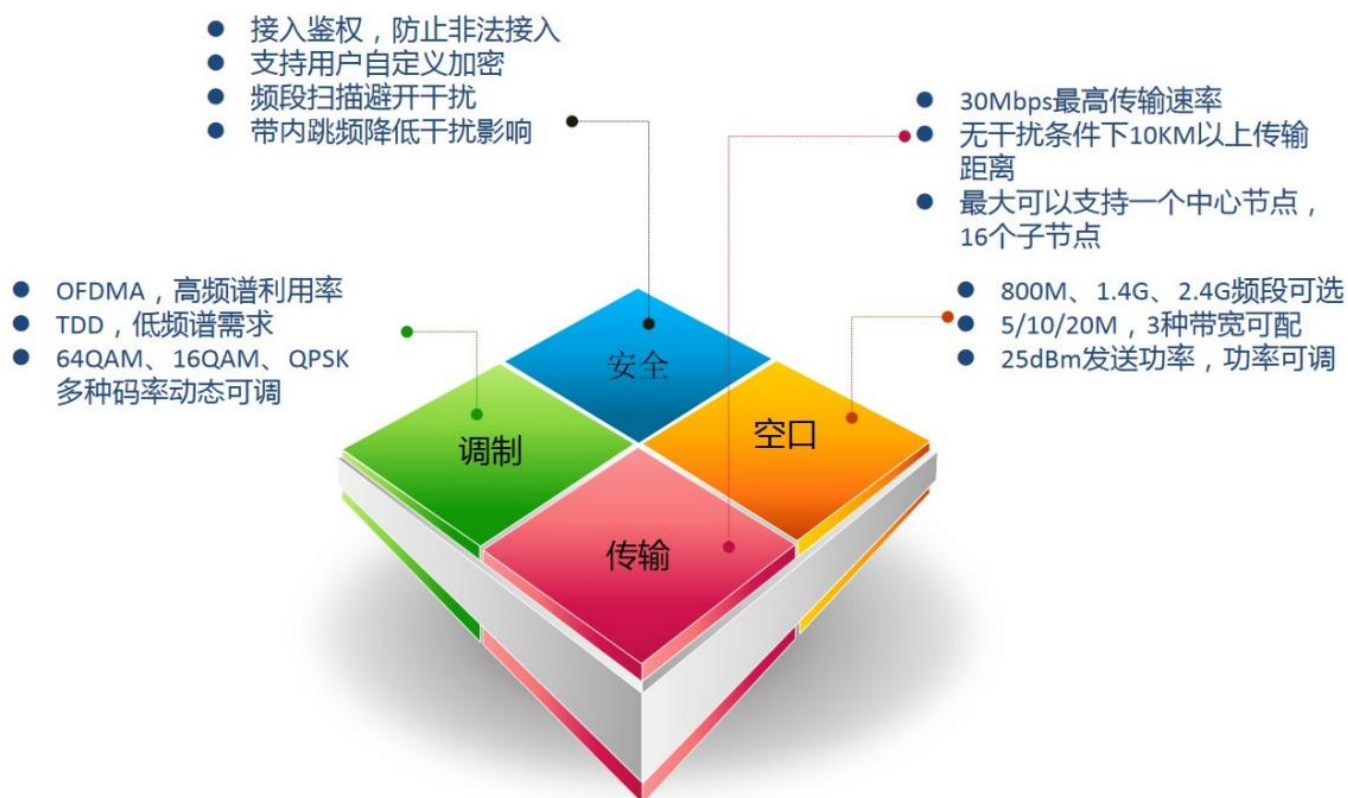 接入鉴权，防止非法接入
支持用户自定义加密
频段扫描避开干扰
带内跳频降低干扰影响
30Mbps最高传输速率
无干扰条件下10KM以上传输
距离
最大可以支持一个中心节点，
16个子节点
OFDMA，高频谱利用率
TDD，低频谱需求
64QAM、16QAM、QPSK
多种码率动态可调
800M、1.4G、2.4G频段可选
5/10/20M，3种带宽可配
25dBm发送功率，功率可调
安全
调制
空口
传输